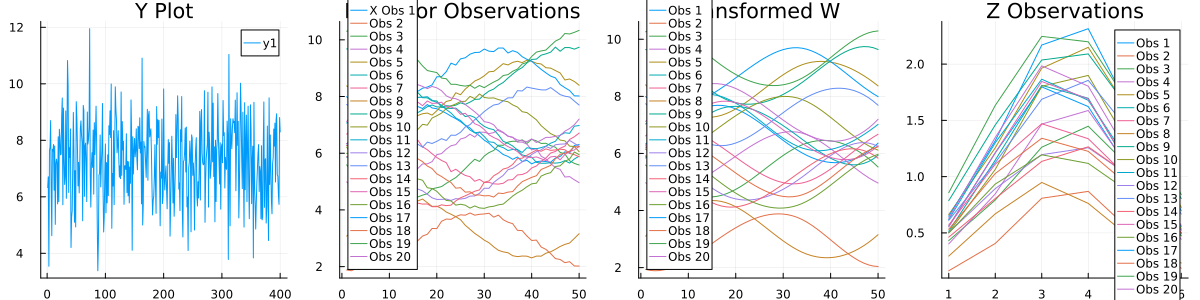 Y Plot
12
10
8
6
4
0 100 200 300 400
y1
or Observations
10
8
6
4
2
0 10 20 30 40 50
X Obs 1
Obs 2
Obs 3
Obs 4
Obs 5
Obs 6
Obs 7
Obs 8
Obs 9
Obs 10
Obs 11
Obs 12
Obs 13
Obs 14
Obs 15
Obs 16
Obs 17
Obs 18
Obs 19
Obs 20
nsformed W
10
8
6
4
2
0 10 20 30 40 50
Obs 1
Obs 2
Obs 3
Obs 4
Obs 5
Obs 6
Obs 7
Obs 8
Obs 9
Obs 10
Obs 11
Obs 12
Obs 13
Obs 14
Obs 15
Obs 16
Obs 17
Obs 18
Obs 19
Obs 20
Z Observations
2.0
1.5
1.0
0.5
1 2 3 4
Obs 1
Obs 2
Obs 3
Obs 4
Obs 5
Obs 6
Obs 7
Obs 8
Obs 9
Obs 10
Obs 11
Obs 12
Obs 13
Obs 14
Obs 15
Obs 16
Obs 17
Obs 18
Obs 19
Obs 20